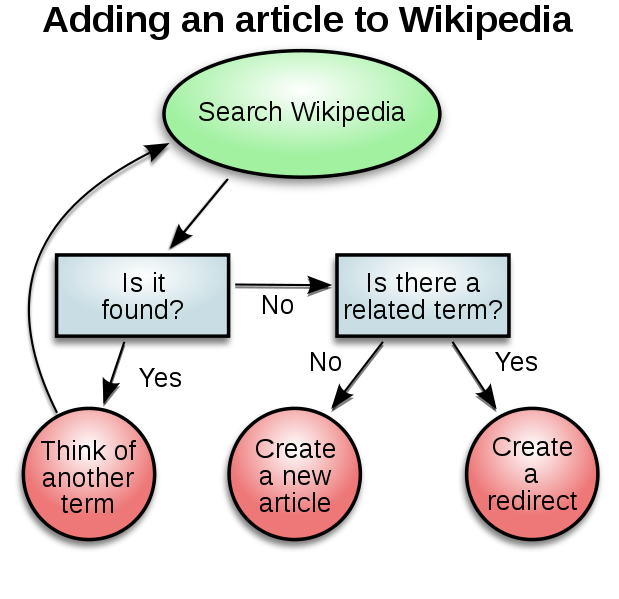 Adding an article to Wikipedia
Search Wikipedia
Is it
found?
No
Is there a
related term?
Yes
No
Yes
Think of
another
term
Create
a new
article
Create
a
redirect